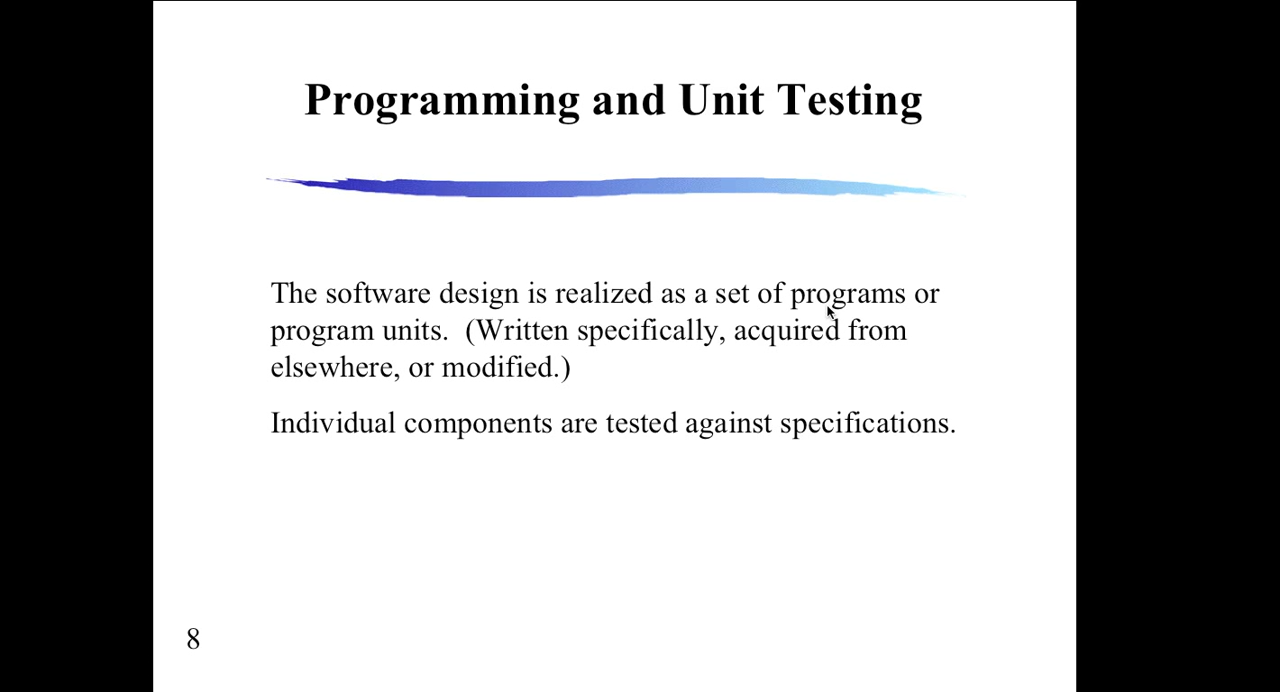 Programming and Unit Testing
The software design is realized as a set of programs or
program units.  (Written specifically, acquired from
elsewhere, or modified.)
Individual components are tested against specifications.
8